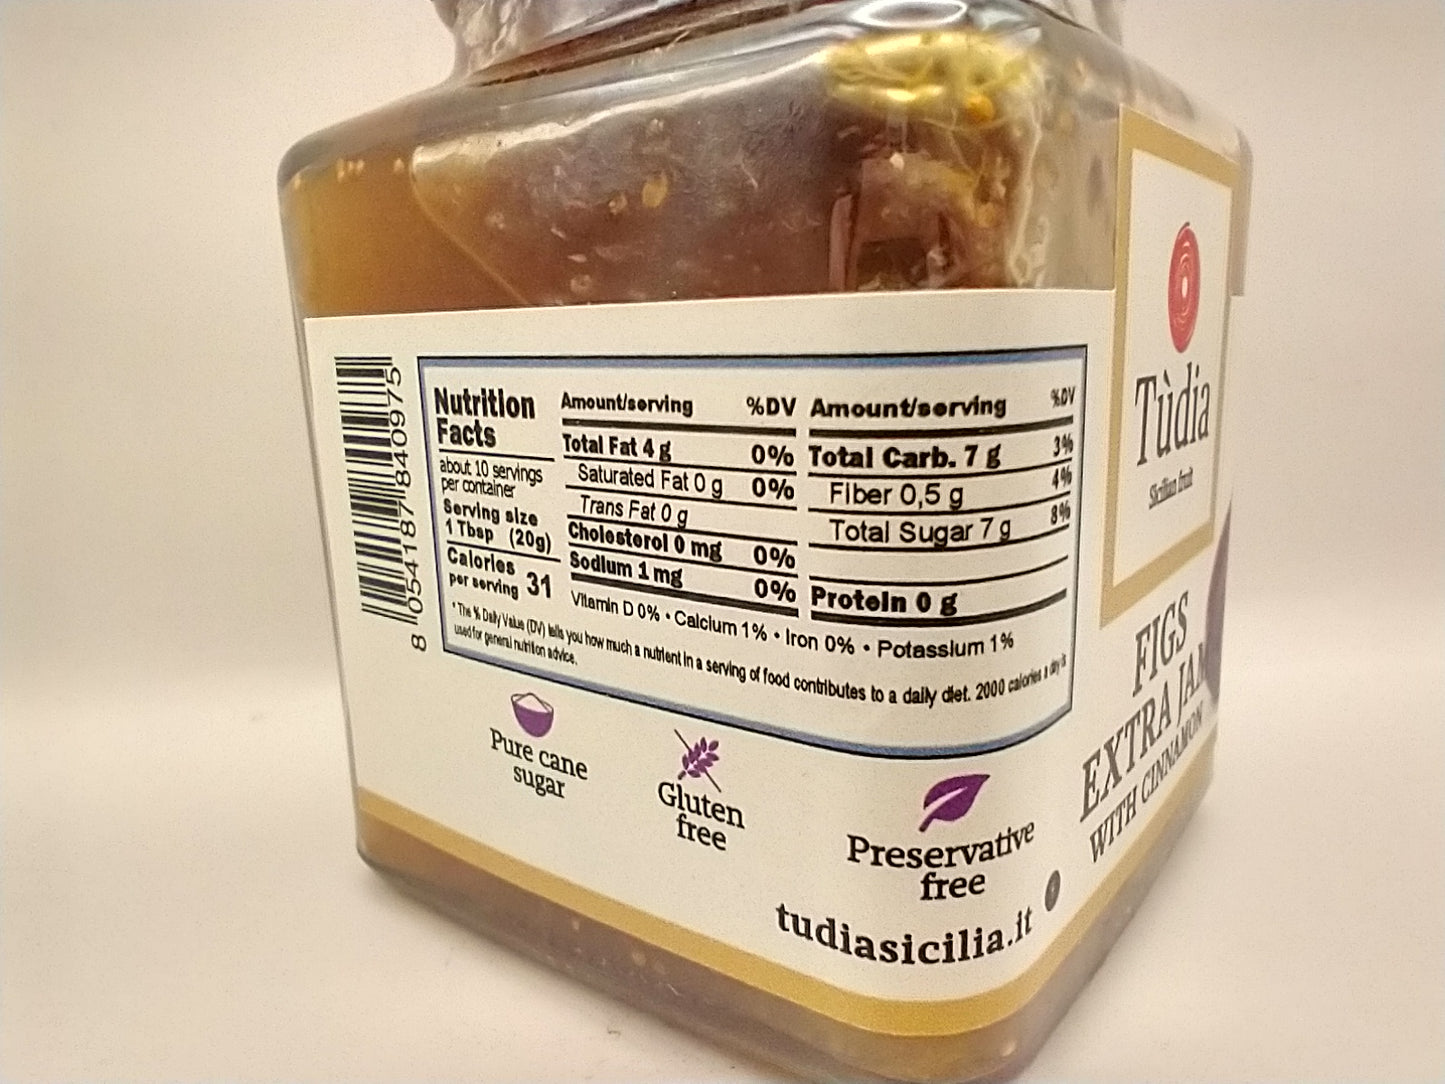 8 054187 840975
Nutrition
Facts
about 10 servings
per container
Serving size
1 Tbsp (20g)
Calories
per serving 31
Amount/serving %DV
Total Fat 4 g 0%
Saturated Fat 0 g 0%
Trans Fat 0 g
Cholesterol 0 mg 0%
Sodium 1 mg 0%
Amount/serving %DV
Total Carb. 7 g 3%
Fiber 0,5 g 4%
Total Sugar 7 g 8%
Protein 0 g
Vitamin D 0% • Calcium 1% • Iron 0% • Potassium 1%
* The % Daily Value (DV) tells you how much a nutrient in a serving of food contributes to a daily diet. 2000 calories a day is
used for general nutrition advice.
Pure cane
sugar
Gluten
free
Preservative
free
tudiasicilia.it
Tùdia
Sicilian fruit
FIGS
EXTRA JAM
WITH CINNAMON